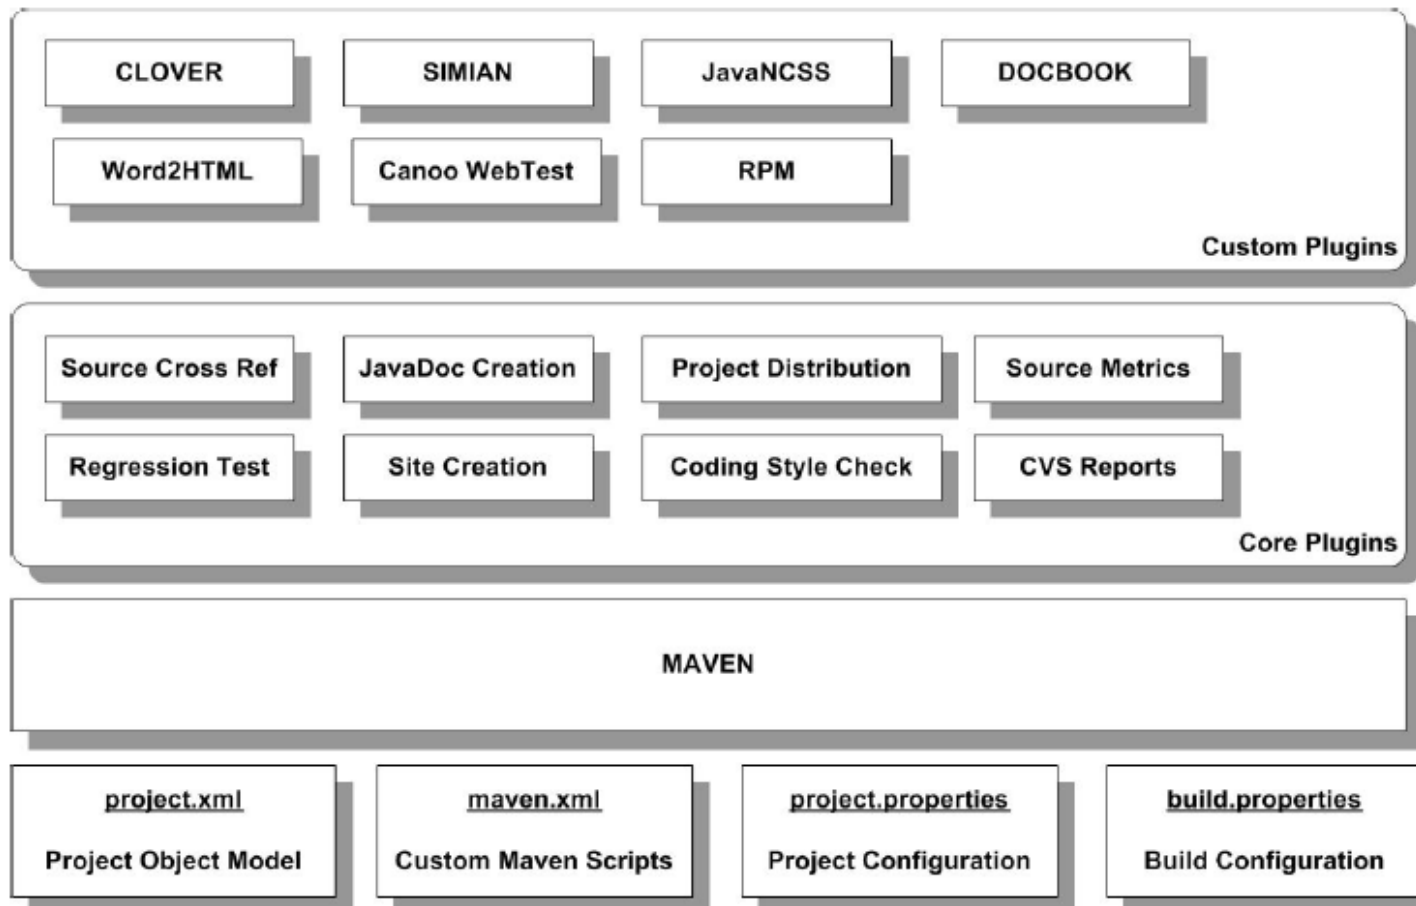 CLOVER
SIMIAN
JavaNCSS
DOCBOOK
Word2HTML
Canoo WebTest
RPM
Custom Plugins
Source Cross Ref
JavaDoc Creation
Project Distribution
Source Metrics
Regression Test
Site Creation
Coding Style Check
CVS Reports
Core Plugins
MAVEN
project.xml
Project Object Model
maven.xml
Custom Maven Scripts
project.properties
Project Configuration
build.properties
Build Configuration